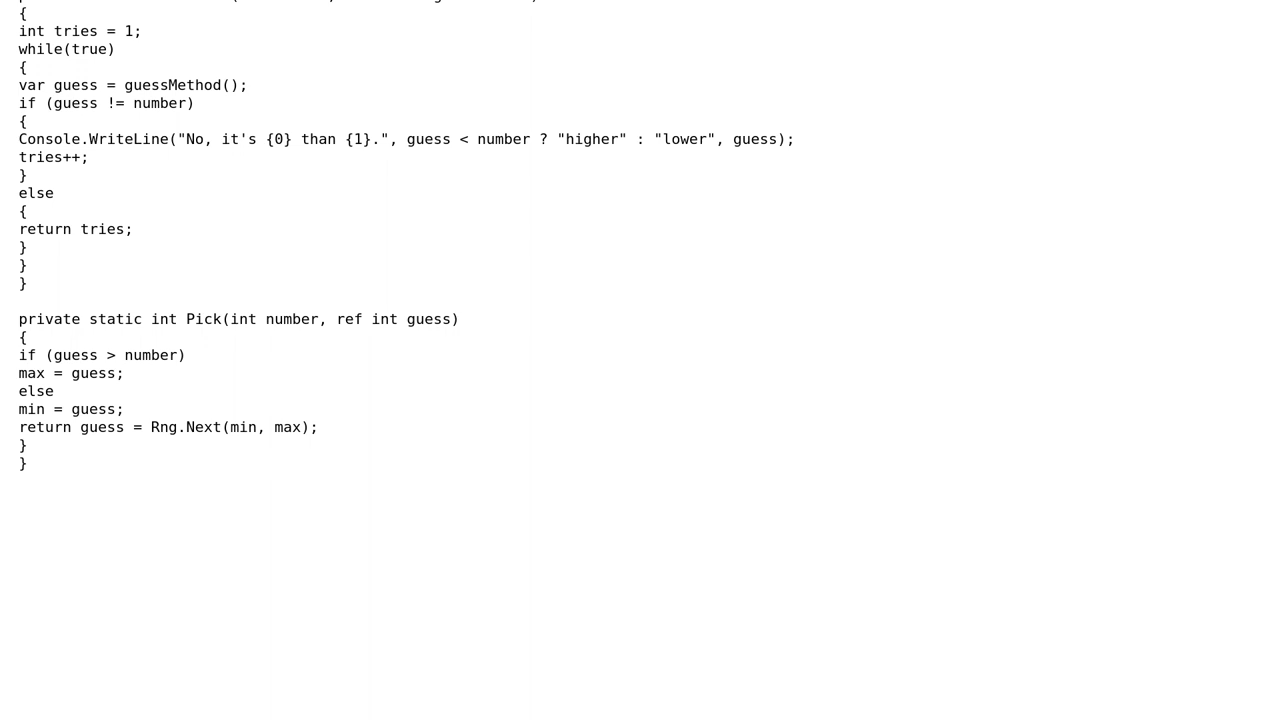 {
int tries = 1;
while(true)
{
var guess = guessMethod();
if (guess != number)
{
Console.WriteLine("No, it's {0} than {1}.", guess < number ? "higher" : "lower", guess);
tries++;
}
else
{
return tries;
}
}
}

private static int Pick(int number, ref int guess)
{
if (guess > number)
max = guess;
else
min = guess;
return guess = Rng.Next(min, max);
}
}